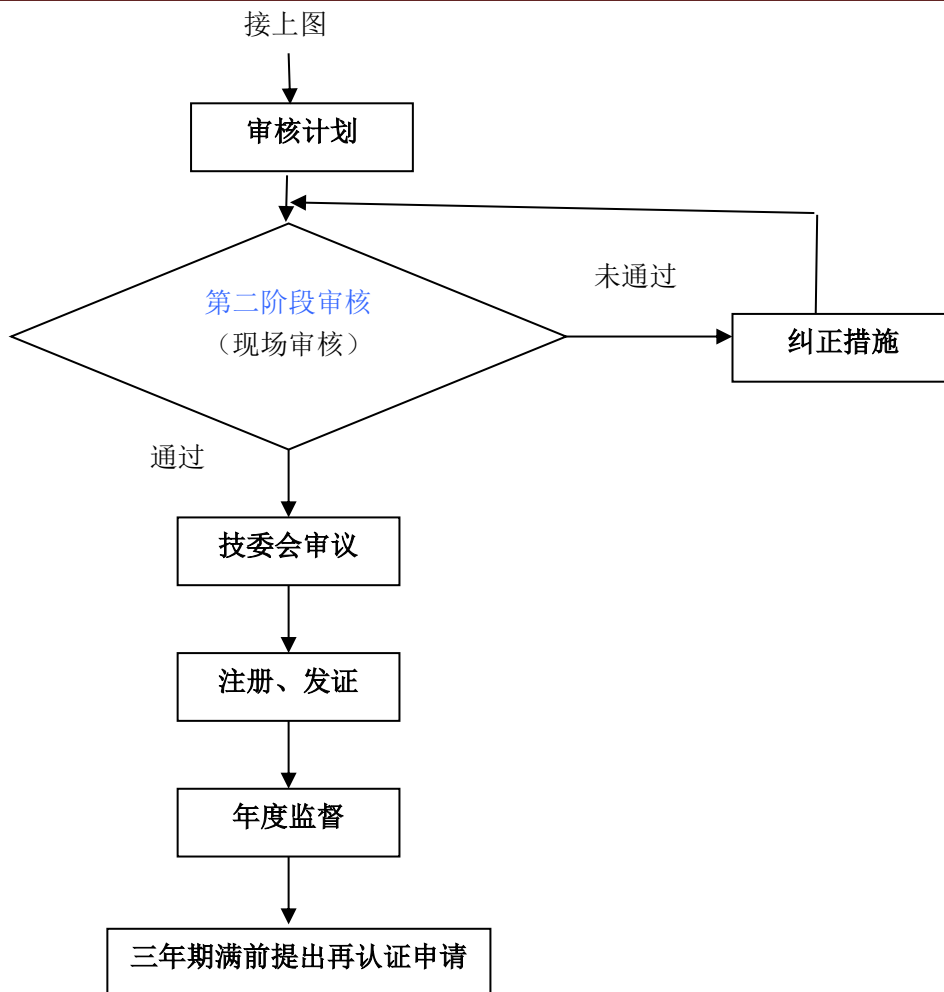 接上图
审核计划
未通过
第二阶段审核
（现场审核）
纠正措施
通过
技委会审议
注册、发证
年度监督
三年期满前提出再认证申请